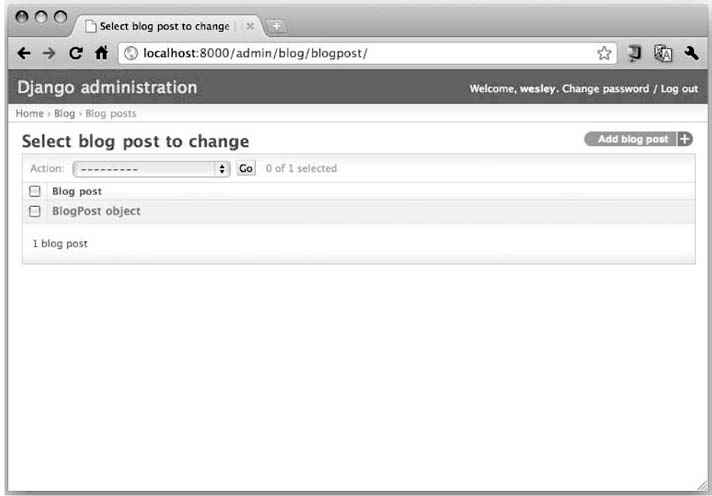 Select blog post to change
localhost:8000/admin/blog/blogpost/
Django administration
Welcome, wesley. Change password / Log out
Home › Blog › Blog posts
Select blog post to change
Add blog post +
Action: --------- Go 0 of 1 selected
Blog post
BlogPost object
1 blog post